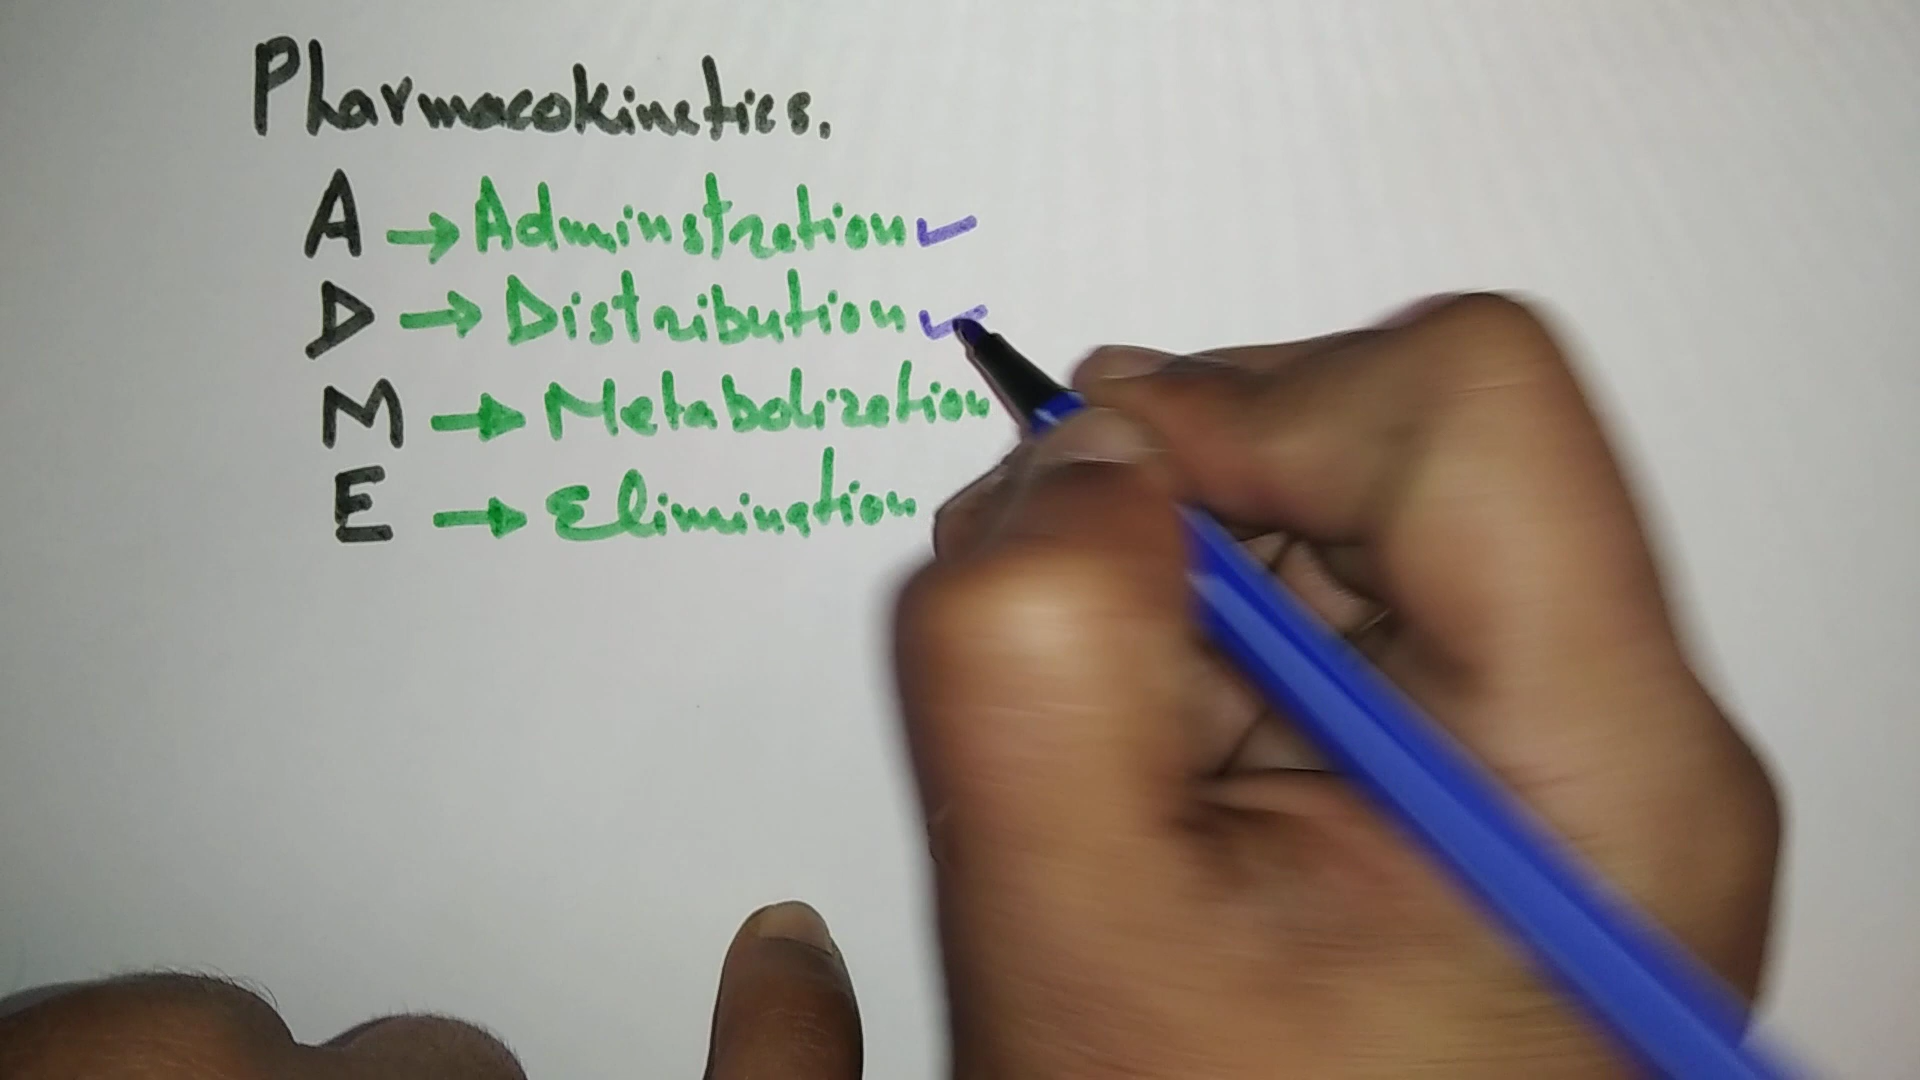 Pharmacokinetics.
A → Adminstration ✓
D → Distribution ✓
M → Metabolization
E → Elimination